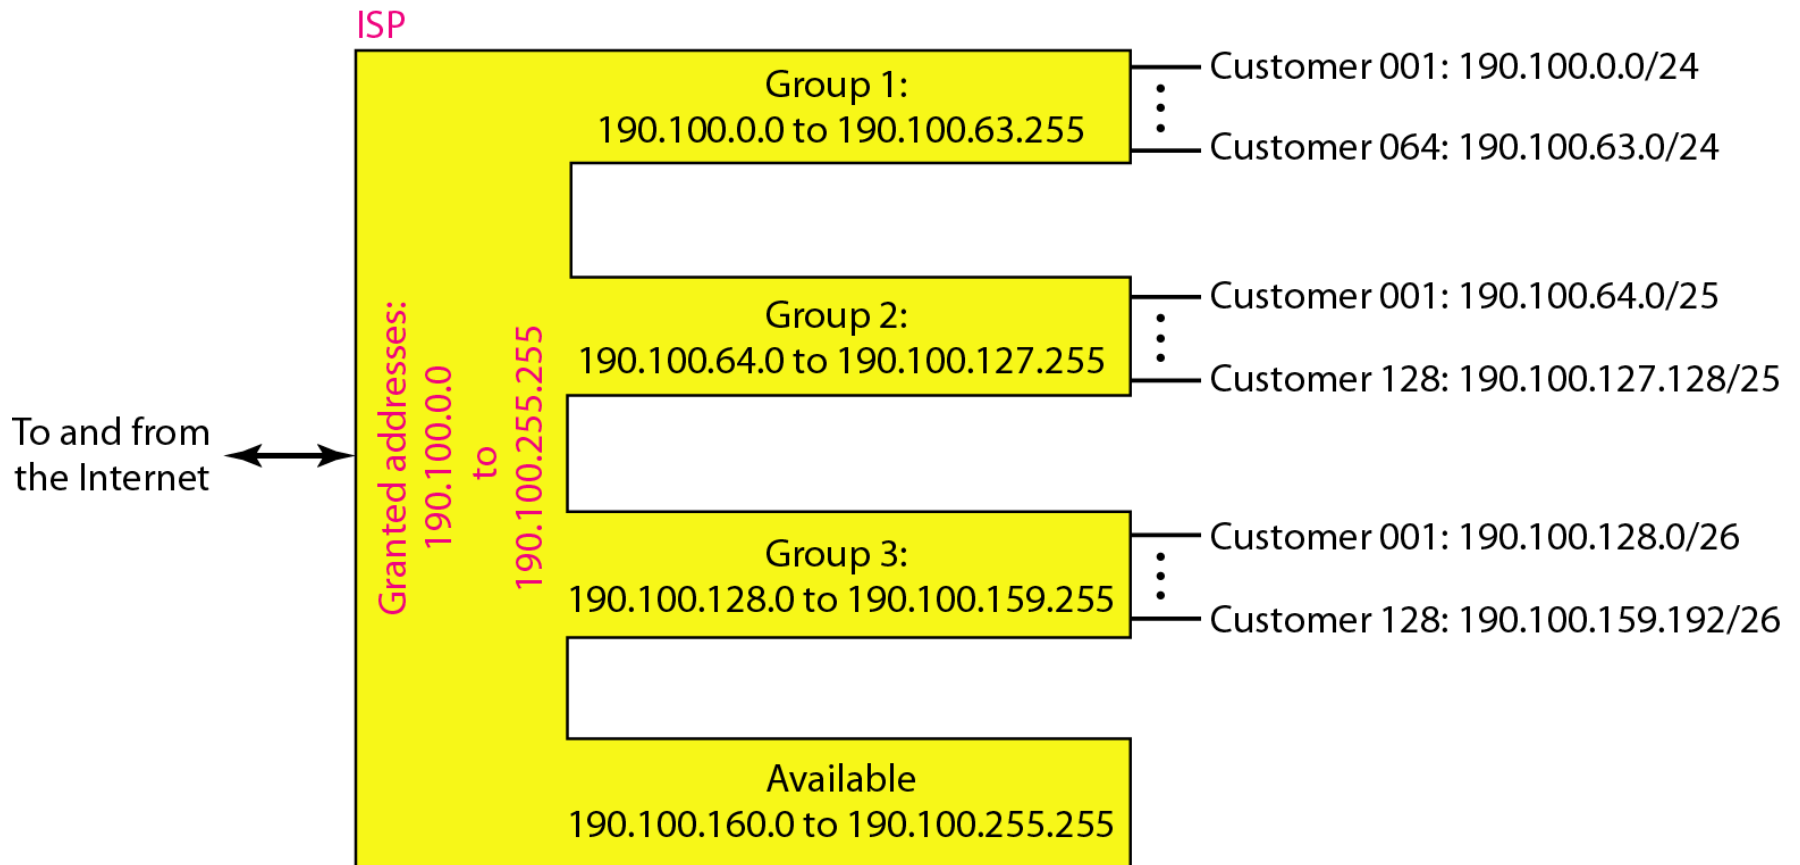 ISP
Group 1:
190.100.0.0 to 190.100.63.255
Customer 001: 190.100.0.0/24
Customer 064: 190.100.63.0/24
Group 2:
190.100.64.0 to 190.100.127.255
Customer 001: 190.100.64.0/25
Customer 128: 190.100.127.128/25
To and from
the Internet
Granted addresses:
190.100.0.0
to
190.100.255.255
Group 3:
190.100.128.0 to 190.100.159.255
Customer 001: 190.100.128.0/26
Customer 128: 190.100.159.192/26
Available
190.100.160.0 to 190.100.255.255